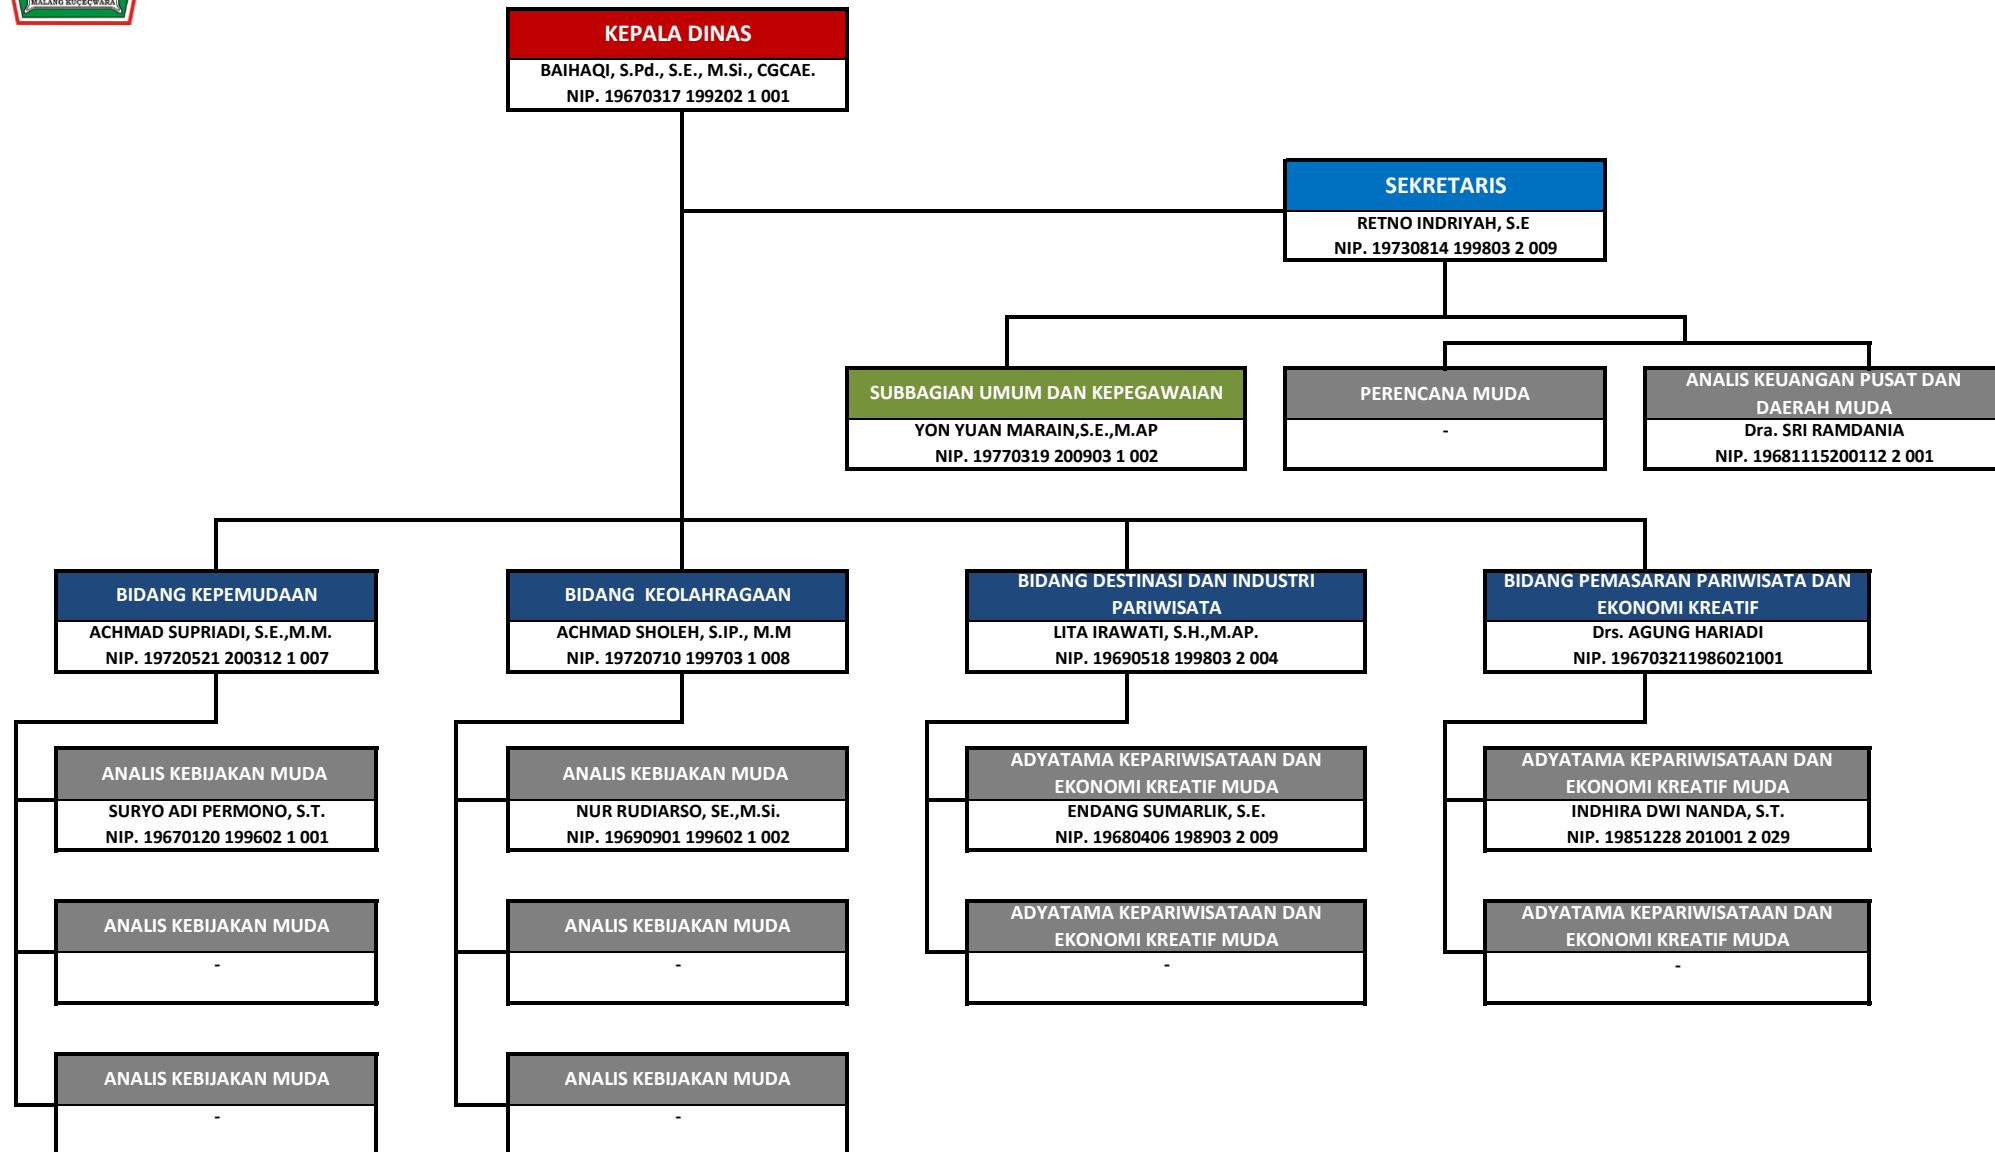 MALANG KUÇEÇWARA
KEPALA DINAS
BAIHAQI, S.Pd., S.E., M.Si., CGCAE.
NIP. 19670317 199202 1 001
SEKRETARIS
RETNO INDRIYAH, S.E
NIP. 19730814 199803 2 009
SUBBAGIAN UMUM DAN KEPEGAWAIAN
YON YUAN MARAIN,S.E.,M.AP
NIP. 19770319 200903 1 002
PERENCANA MUDA
-
ANALIS KEUANGAN PUSAT DAN
DAERAH MUDA
Dra. SRI RAMDANIA
NIP. 19681115200112 2 001
BIDANG KEPEMUDAAN
ACHMAD SUPRIADI, S.E.,M.M.
NIP. 19720521 200312 1 007
BIDANG  KEOLAHRAGAAN
ACHMAD SHOLEH, S.IP., M.M
NIP. 19720710 199703 1 008
BIDANG DESTINASI DAN INDUSTRI
PARIWISATA
LITA IRAWATI, S.H.,M.AP.
NIP. 19690518 199803 2 004
BIDANG PEMASARAN PARIWISATA DAN
EKONOMI KREATIF
Drs. AGUNG HARIADI
NIP. 196703211986021001
ANALIS KEBIJAKAN MUDA
SURYO ADI PERMONO, S.T.
NIP. 19670120 199602 1 001
ANALIS KEBIJAKAN MUDA
NUR RUDIARSO, SE.,M.Si.
NIP. 19690901 199602 1 002
ADYATAMA KEPARIWISATAAN DAN
EKONOMI KREATIF MUDA
ENDANG SUMARLIK, S.E.
NIP. 19680406 198903 2 009
ADYATAMA KEPARIWISATAAN DAN
EKONOMI KREATIF MUDA
INDHIRA DWI NANDA, S.T.
NIP. 19851228 201001 2 029
ANALIS KEBIJAKAN MUDA
-
ANALIS KEBIJAKAN MUDA
-
ADYATAMA KEPARIWISATAAN DAN
EKONOMI KREATIF MUDA
-
ADYATAMA KEPARIWISATAAN DAN
EKONOMI KREATIF MUDA
-
ANALIS KEBIJAKAN MUDA
-
ANALIS KEBIJAKAN MUDA
-